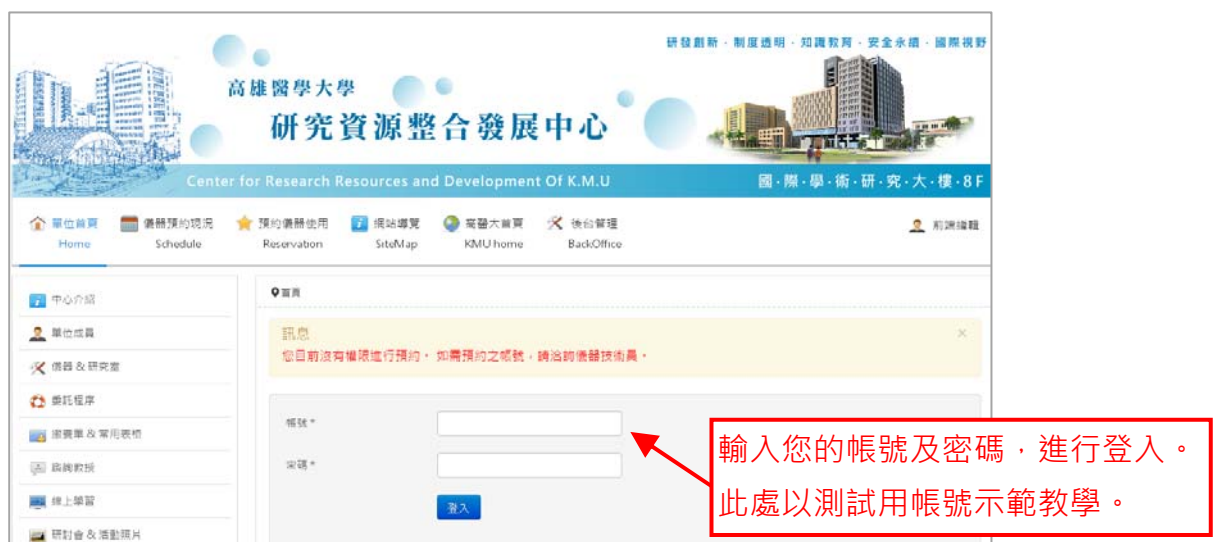 研發創新．制度透明．知識教育．安全永續．國際視野
高雄醫學大學
研究資源整合發展中心
Center for Research Resources and Development Of K.M.U
國．際．學．術．研．究．大．樓．8F
單位首頁 儀器預約現況 預約儀器使用 網站導覽 高醫大首頁 後台管理
Home Schedule Reservation SiteMap KMU home BackOffice
前端編輯
首頁
中心介紹
單位成員
儀器 & 研究室
委託程序
繳費單 & 常用表格
諮詢教授
線上學習
研討會 & 活動照片
訊息
×
您目前沒有權限進行預約。如需預約之帳號，請洽詢儀器技術員。
帳號 *
密碼 *
登入
輸入您的帳號及密碼，進行登入。
此處以測試用帳號示範教學。